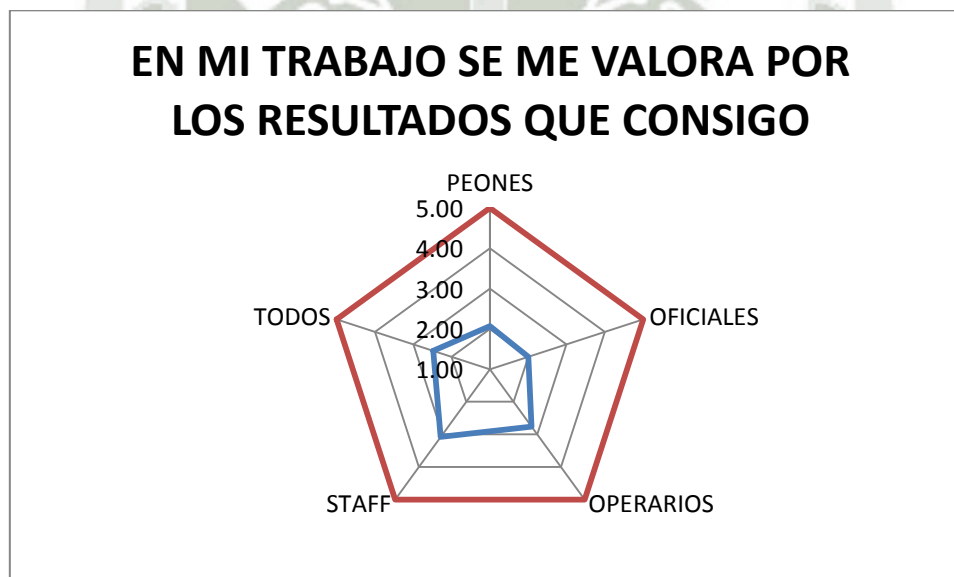 EN MI TRABAJO SE ME VALORA POR
LOS RESULTADOS QUE CONSIGO
PEONES
5.00
4.00
3.00
TODOS
OFICIALES
2.00
1.00
STAFF
OPERARIOS